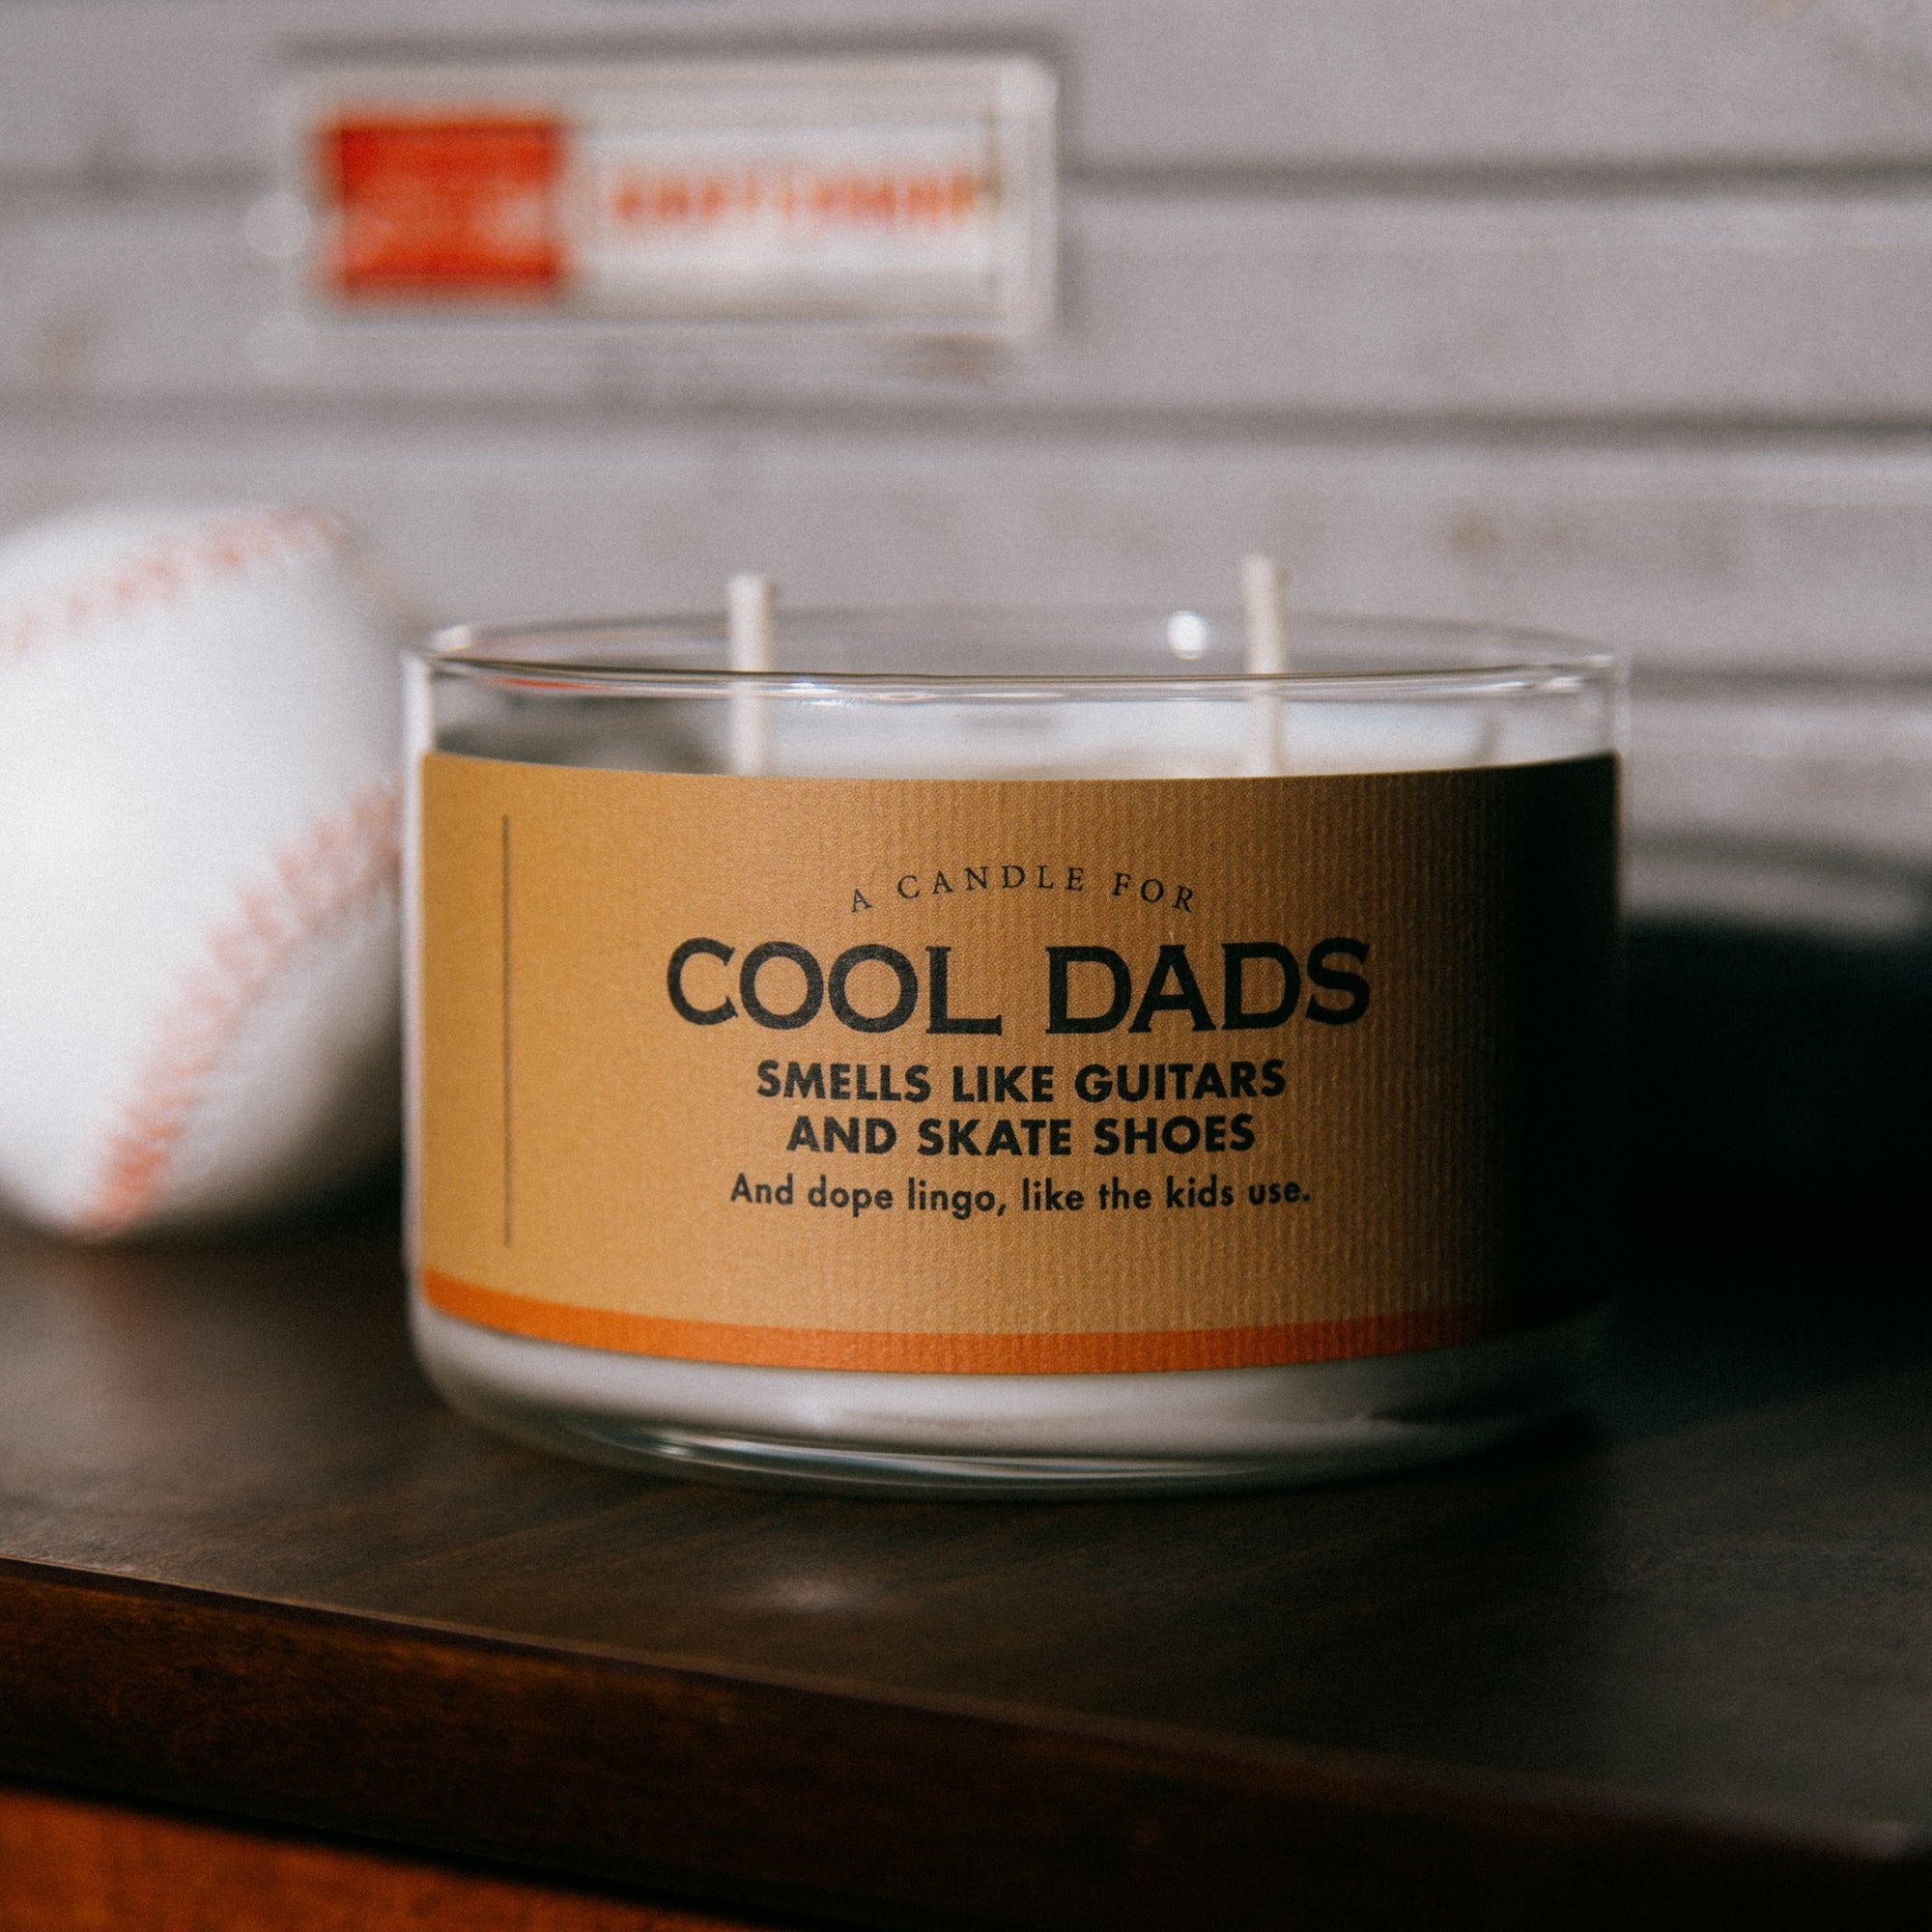 A CANDLE FOR
COOL DADS
SMELLS LIKE GUITARS
AND SKATE SHOES
And dope lingo, like the kids use.